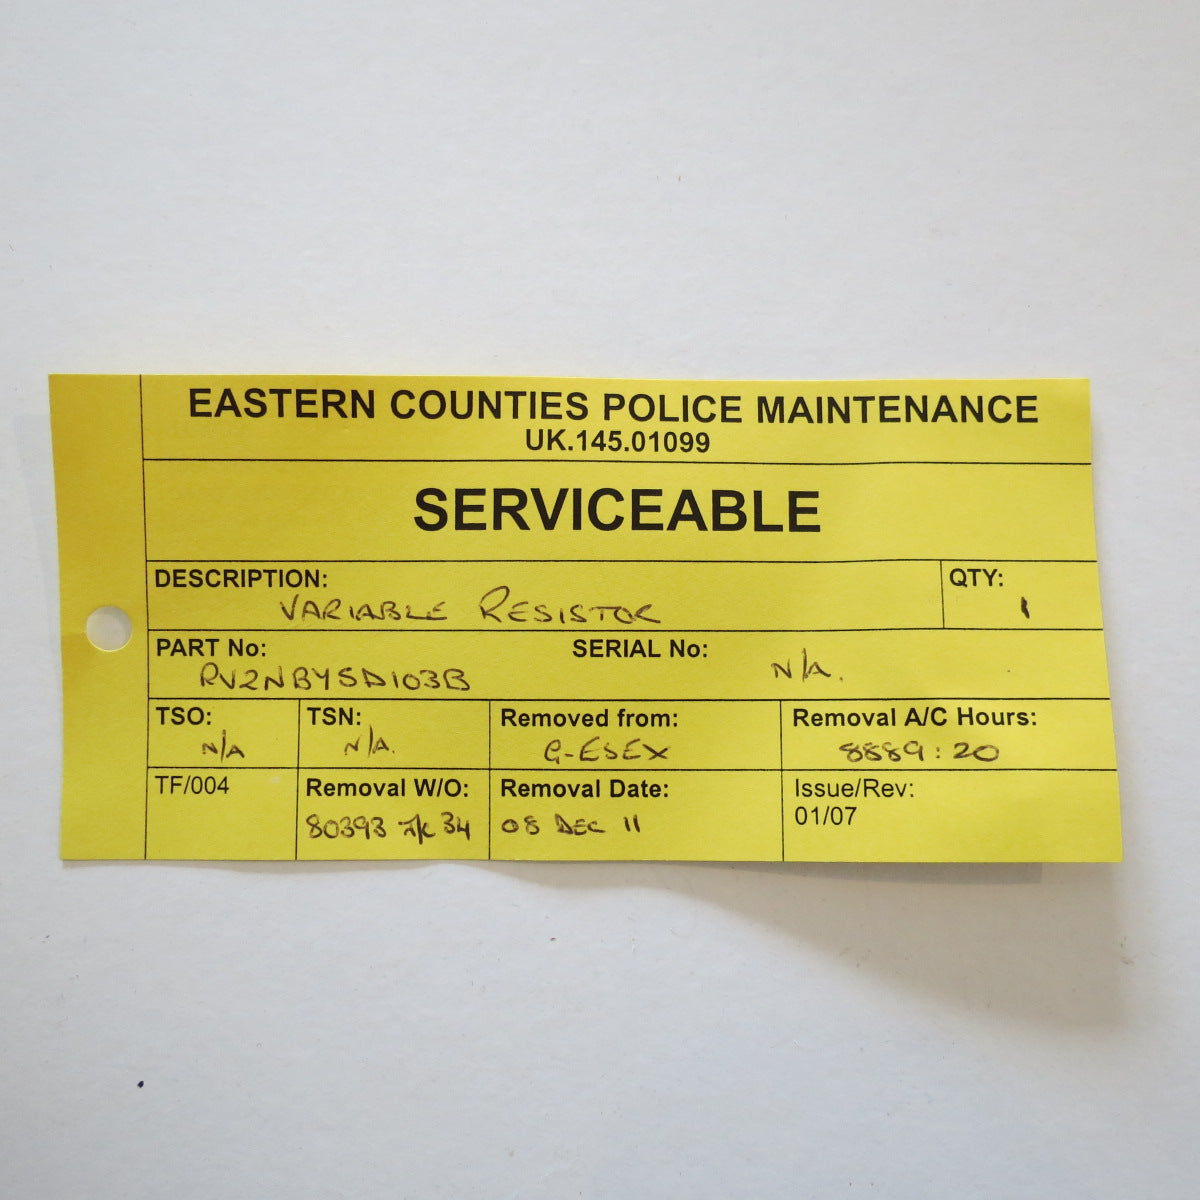 EASTERN COUNTIES POLICE MAINTENANCE
UK.145.01099
SERVICEABLE
DESCRIPTION: QTY:
VARIABLE RESISTOR 1
PART No: SERIAL No:
RV2NBYSD103B N/A.
TSO: TSN: Removed from: Removal A/C Hours:
N/A N/A. G-ESEX 8889:20
TF/004 Removal W/O: Removal Date: Issue/Rev:
01/07
80393 34 08 DEC 11